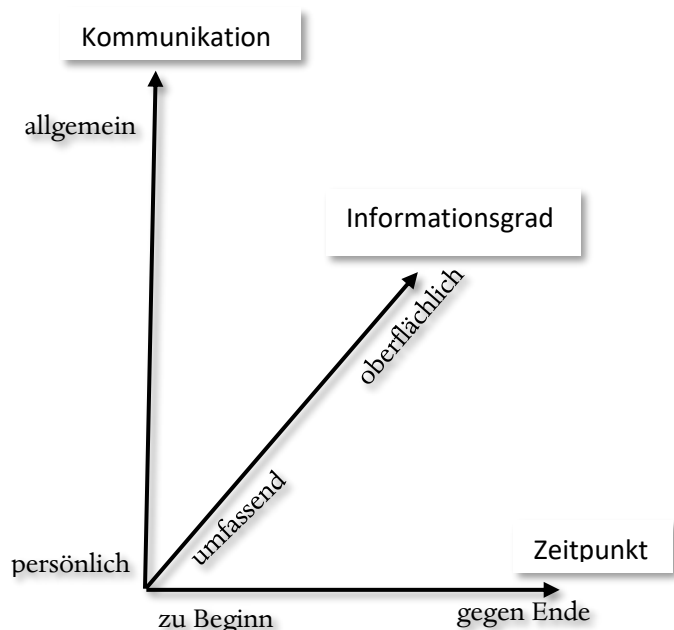 Kommunikation
allgemein
Informationsgrad
oberflächlich
umfassend
Zeitpunkt
persönlich
zu Beginn
gegen Ende